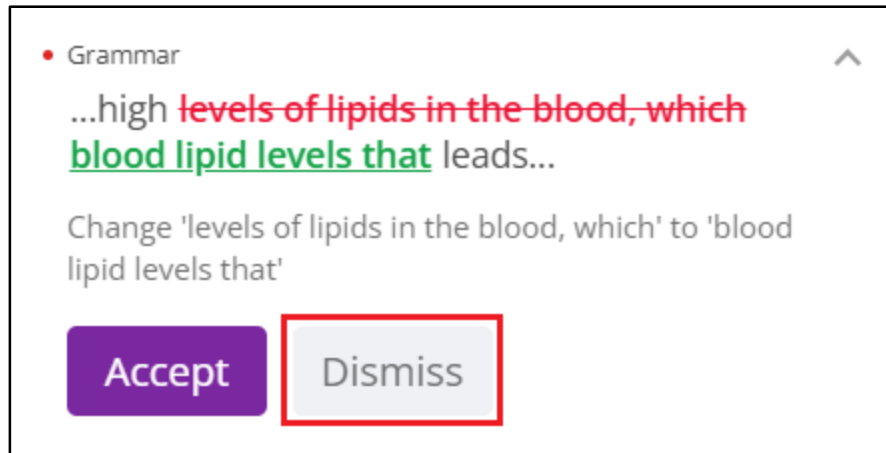 Grammar
...high levels of lipids in the blood, which
blood lipid levels that leads...
Change 'levels of lipids in the blood, which' to 'blood
lipid levels that'
Accept Dismiss